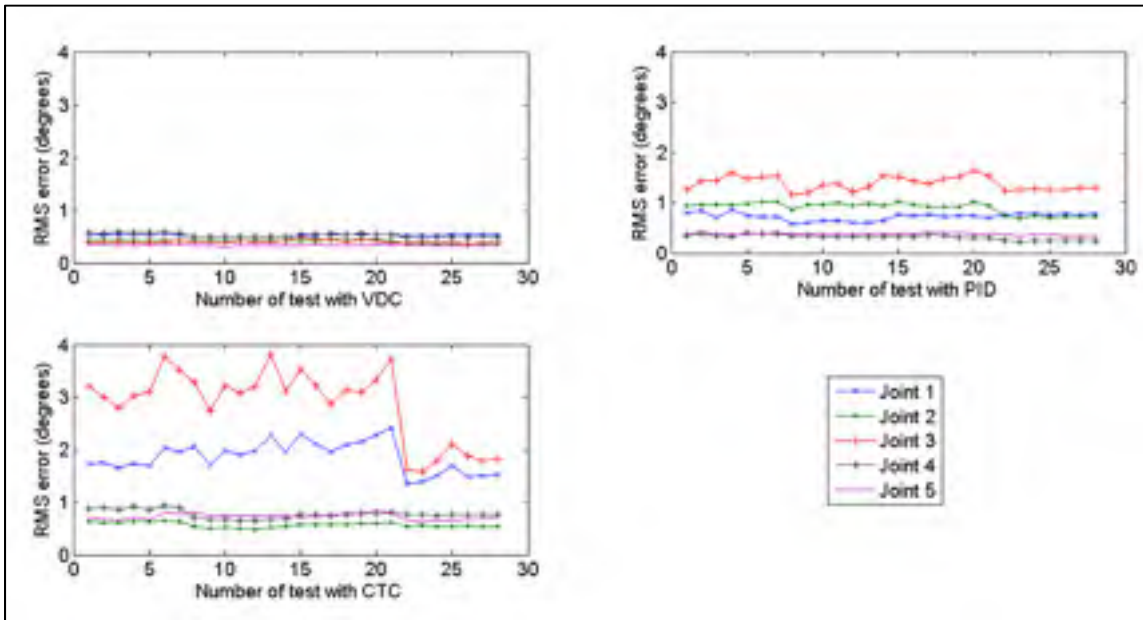 4
3
2
1
0
RMS error (degrees)
0 5 10 15 20 25 30
Number of test with VDC
4
3
2
1
0
RMS error (degrees)
0 5 10 15 20 25 30
Number of test with PID
4
3
2
1
0
RMS error (degrees)
0 5 10 15 20 25 30
Number of test with CTC
Joint 1
Joint 2
Joint 3
Joint 4
Joint 5